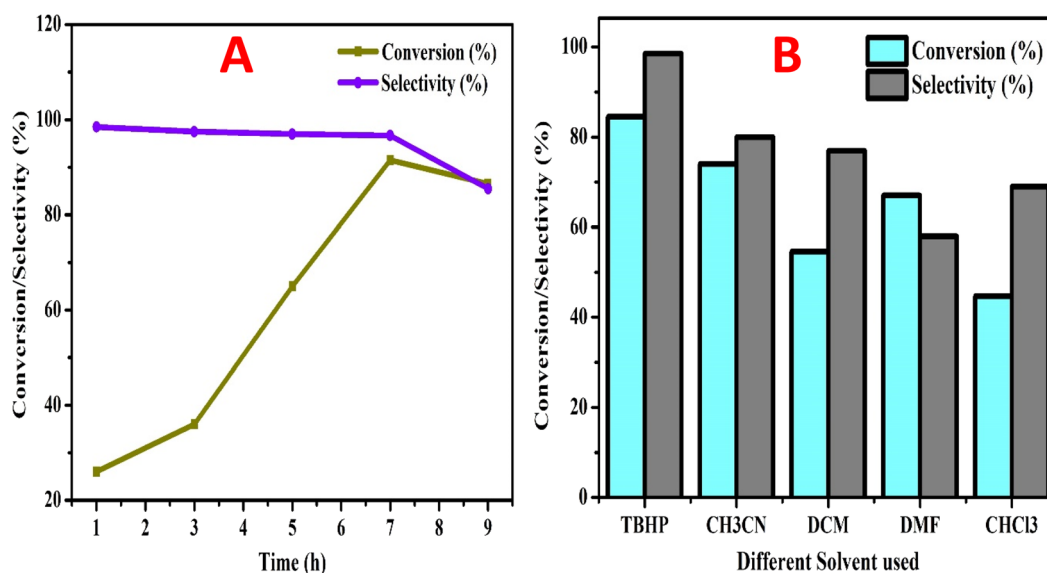 A
Conversion (%)
Selectivity (%)
Conversion/Selectivity (%)
120
100
80
60
40
20
1 2 3 4 5 6 7 8 9
Time (h)
B
Conversion (%)
Selectivity (%)
Conversion/Selectivity (%)
100
80
60
40
20
0
TBHP CH3CN DCM DMF CHCl3
Different Solvent used